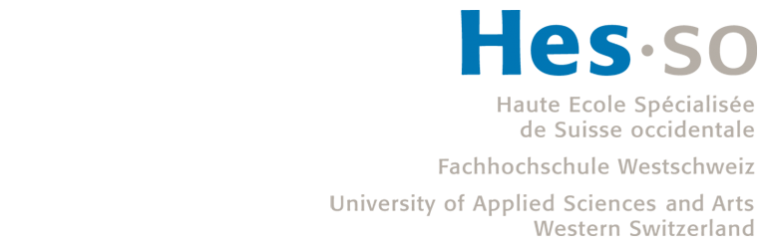 Hes·so
Haute Ecole Spécialisée
de Suisse occidentale
Fachhochschule Westschweiz
University of Applied Sciences and Arts
Western Switzerland